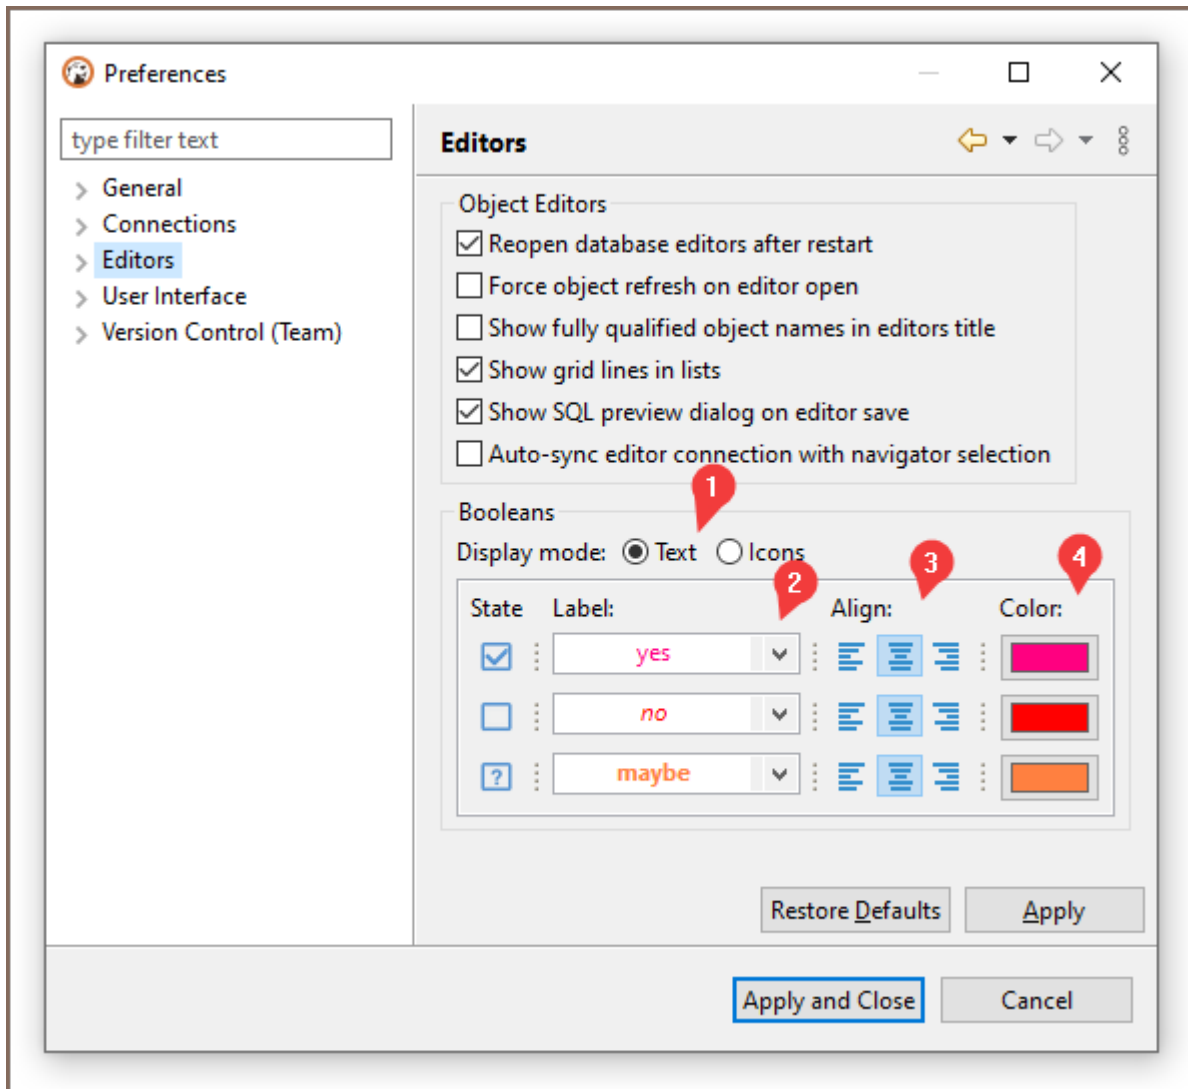 Preferences
type filter text
General
Connections
Editors
User Interface
Version Control (Team)
Editors
Object Editors
Reopen database editors after restart
Force object refresh on editor open
Show fully qualified object names in editors title
Show grid lines in lists
Show SQL preview dialog on editor save
Auto-sync editor connection with navigator selection
1
Booleans
Display mode: Text Icons
2
3
4
State Label: Align: Color:
yes
no
? maybe
Restore Defaults Apply
Apply and Close Cancel